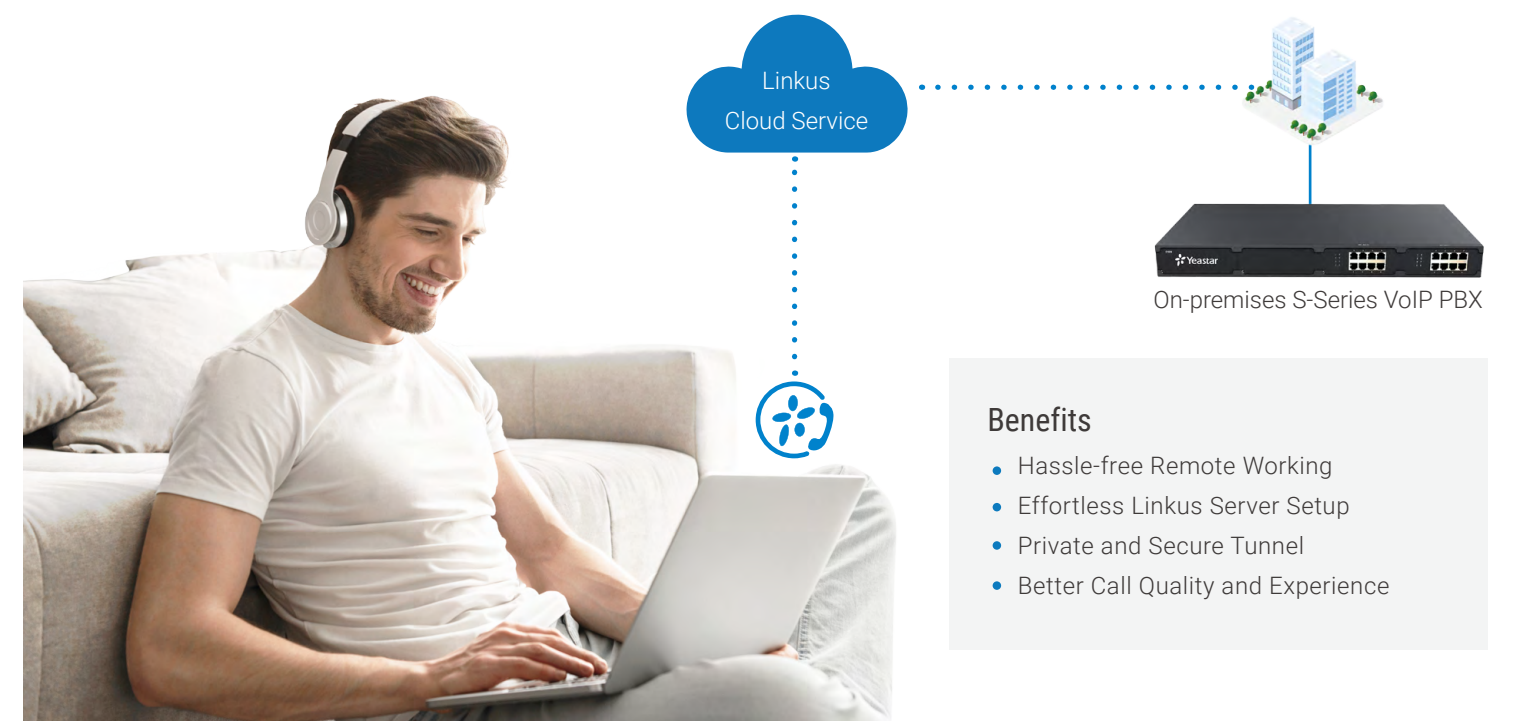 Linkus
Cloud Service
Yeastar
On-premises S-Series VoIP PBX
Benefits
Hassle-free Remote Working
Effortless Linkus Server Setup
Private and Secure Tunnel
Better Call Quality and Experience